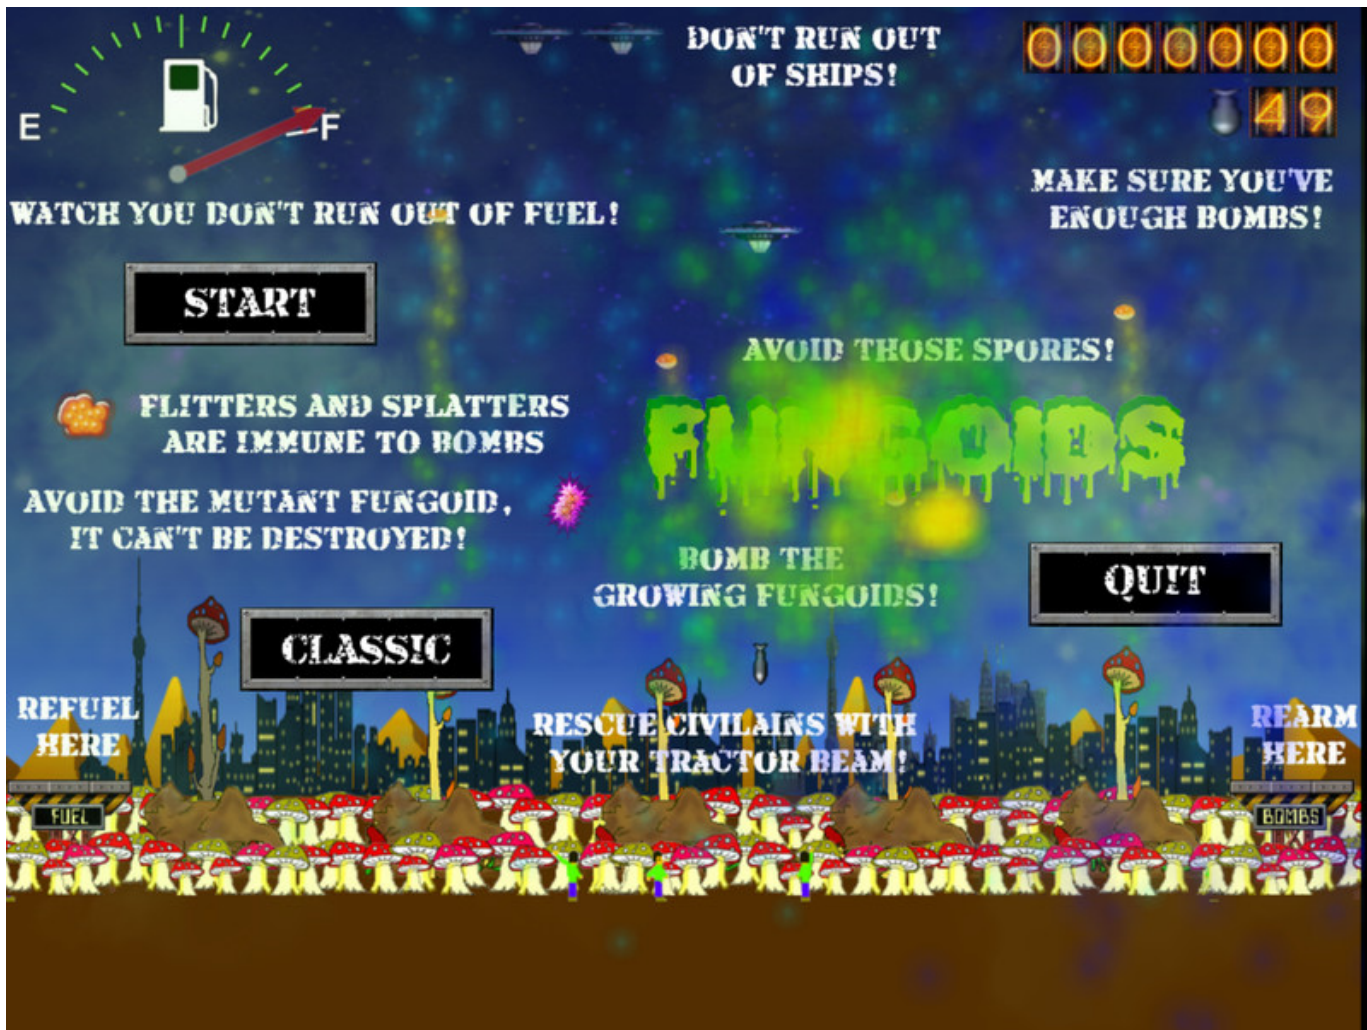 DON'T RUN OUT
OF SHIPS!
0000000
49
E
F
MAKE SURE YOU'VE
ENOUGH BOMBS!
WATCH YOU DON'T RUN OUT OF FUEL!
START
AVOID THOSE SPORES!
FLITTERS AND SPLATTERS
ARE IMMUNE TO BOMBS
FUNGOIDS
AVOID THE MUTANT FUNGOID,
IT CAN'T BE DESTROYED!
BOMB THE
GROWING FUNGOIDS!
QUIT
CLASSIC
REFUEL
HERE
RESCUE CIVILAINS WITH
YOUR TRACTOR BEAM!
REARM
HERE
FUEL
BOMBS